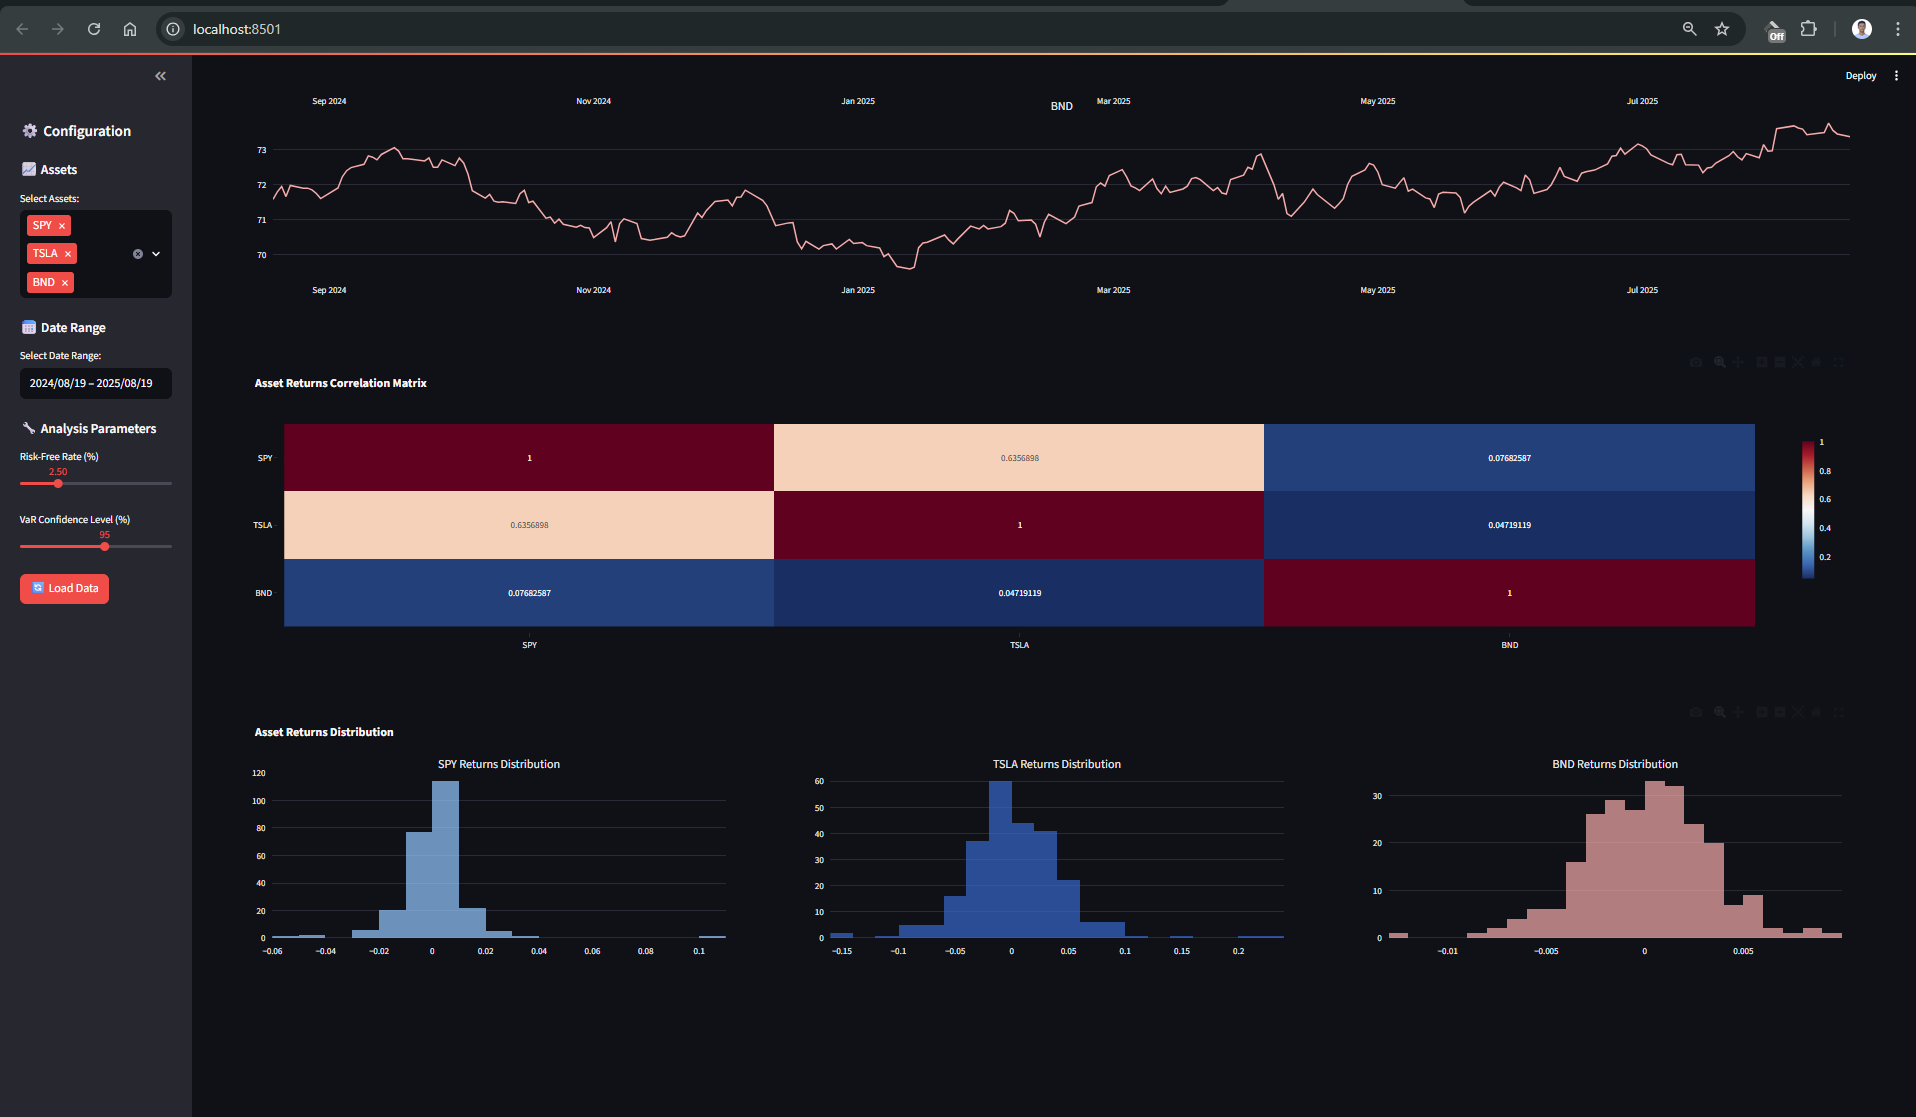 localhost:8501
Off
Deploy
Configuration
Assets
Select Assets:
SPY ×
TSLA ×
BND ×
Date Range
Select Date Range:
2024/08/19 – 2025/08/19
Analysis Parameters
Risk-Free Rate (%)
2.50
VaR Confidence Level (%)
95
Load Data
Sep 2024 Nov 2024 Jan 2025 Mar 2025 May 2025 Jul 2025
BND
73
72
71
70
Sep 2024 Nov 2024 Jan 2025 Mar 2025 May 2025 Jul 2025
Asset Returns Correlation Matrix
SPY 1 0.6356898 0.07682587
TSLA 0.6356898 1 0.04719119
BND 0.07682587 0.04719119 1
SPY TSLA BND
1
0.8
0.6
0.4
0.2
Asset Returns Distribution
SPY Returns Distribution
120
100
80
60
40
20
0
−0.06 −0.04 −0.02 0 0.02 0.04 0.06 0.08 0.1
TSLA Returns Distribution
60
50
40
30
20
10
0
−0.15 −0.1 −0.05 0 0.05 0.1 0.15 0.2
BND Returns Distribution
30
20
10
0
−0.01 −0.005 0 0.005